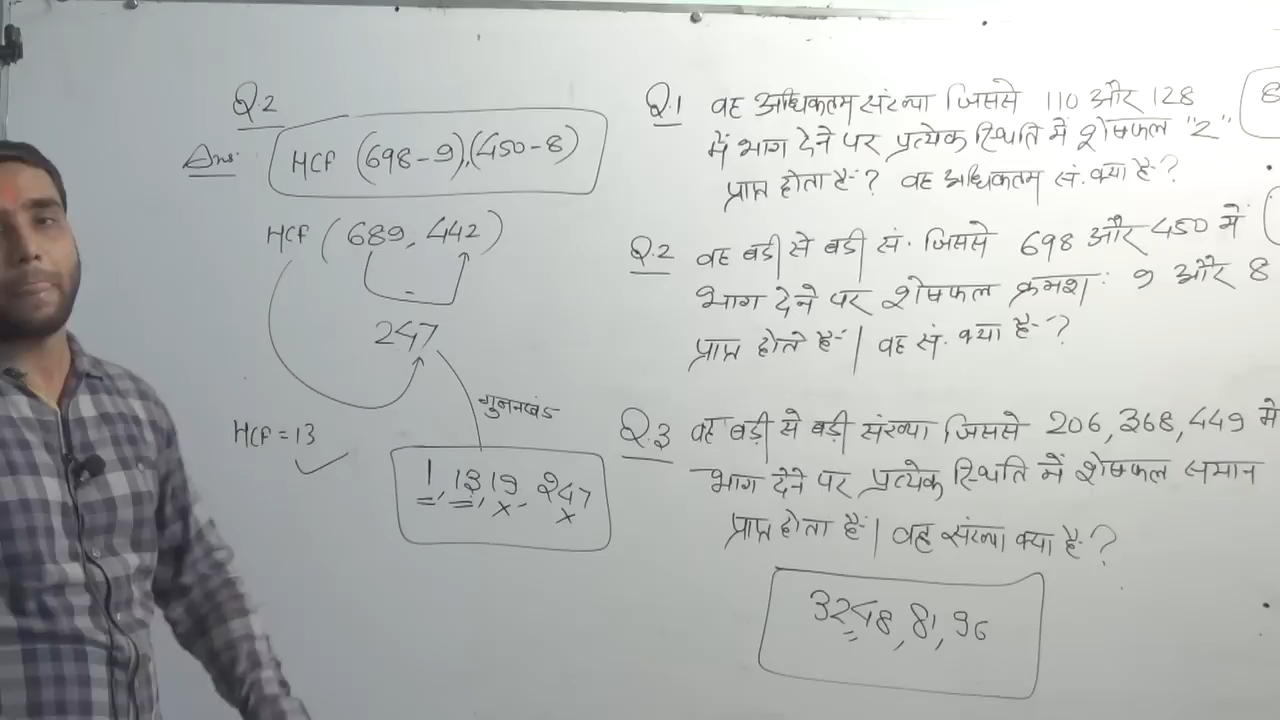 Q.2
Ans:
HCF (698-9),(450-8)
HCF (689, 442)
-
247
गुननखंड
HCF = 13
1, 13, 19, 247
x x
Q.1 वह अधिकतम संख्या जिससे 110 और 128
में भाग देने पर प्रत्येक स्थिति में शेषफल "2"
प्राप्त होता है? वह अधिकतम सं. क्या है?
Q.2 वह बड़ी से बड़ी सं. जिससे 698 और 450 में
भाग देने पर शेषफल क्रमश: 9 और 8
प्राप्त होते हैं| वह सं. क्या है?
Q.3 वह बड़ी से बड़ी संख्या जिससे 206, 368, 449 में
भाग देने पर प्रत्येक स्थिति में शेषफल समान
प्राप्त होता है| वह संख्या क्या है?
, 81, 96